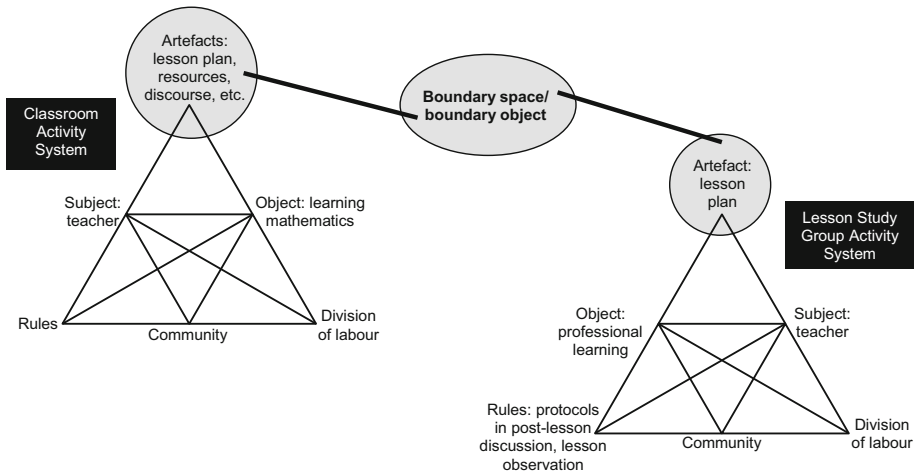 Artefacts:
lesson plan,
resources,
discourse, etc.
Classroom
Activity
System
Subject:
teacher
Object: learning
mathematics
Rules
Community
Division
of labour
Boundary space/
boundary object
Artefact:
lesson
plan
Lesson Study
Group Activity
System
Object:
professional
learning
Subject:
teacher
Rules: protocols
in post-lesson
discussion, lesson
observation
Community
Division
of labour